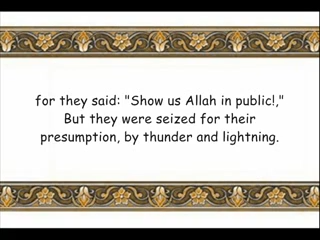 for they said: "Show us Allah in public!,"
But they were seized for their
presumption, by thunder and lightning.